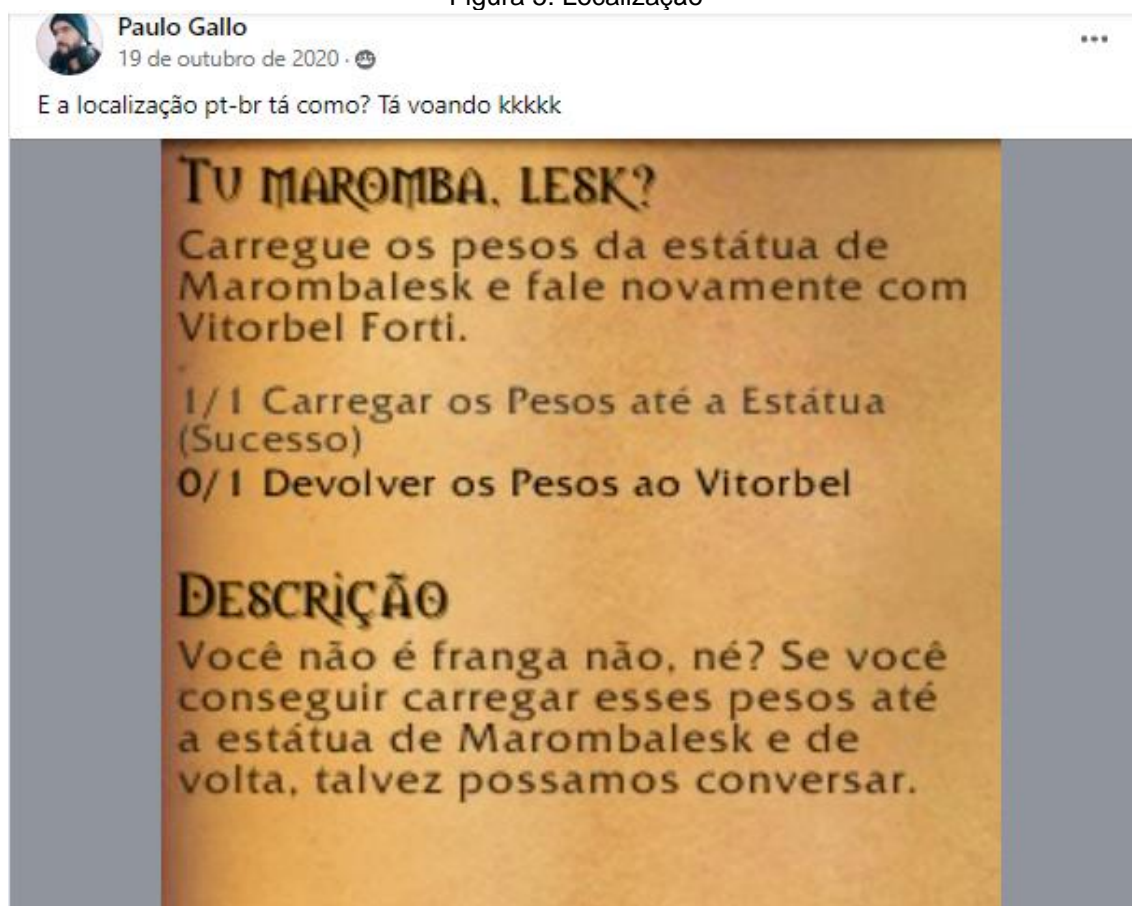 Figura 5: Localização
Paulo Gallo
19 de outubro de 2020 ·
E a localização pt-br tá como? Tá voando kkkkk
TU MAROMBA, LESK?
Carregue os pesos da estátua de
Marombalesk e fale novamente com
Vitorbel Forti.
1/1 Carregar os Pesos até a Estátua
(Sucesso)
0/1 Devolver os Pesos ao Vitorbel
DESCRIÇÃO
Você não é franga não, né? Se você
conseguir carregar esses pesos até
a estátua de Marombalesk e de
volta, talvez possamos conversar.